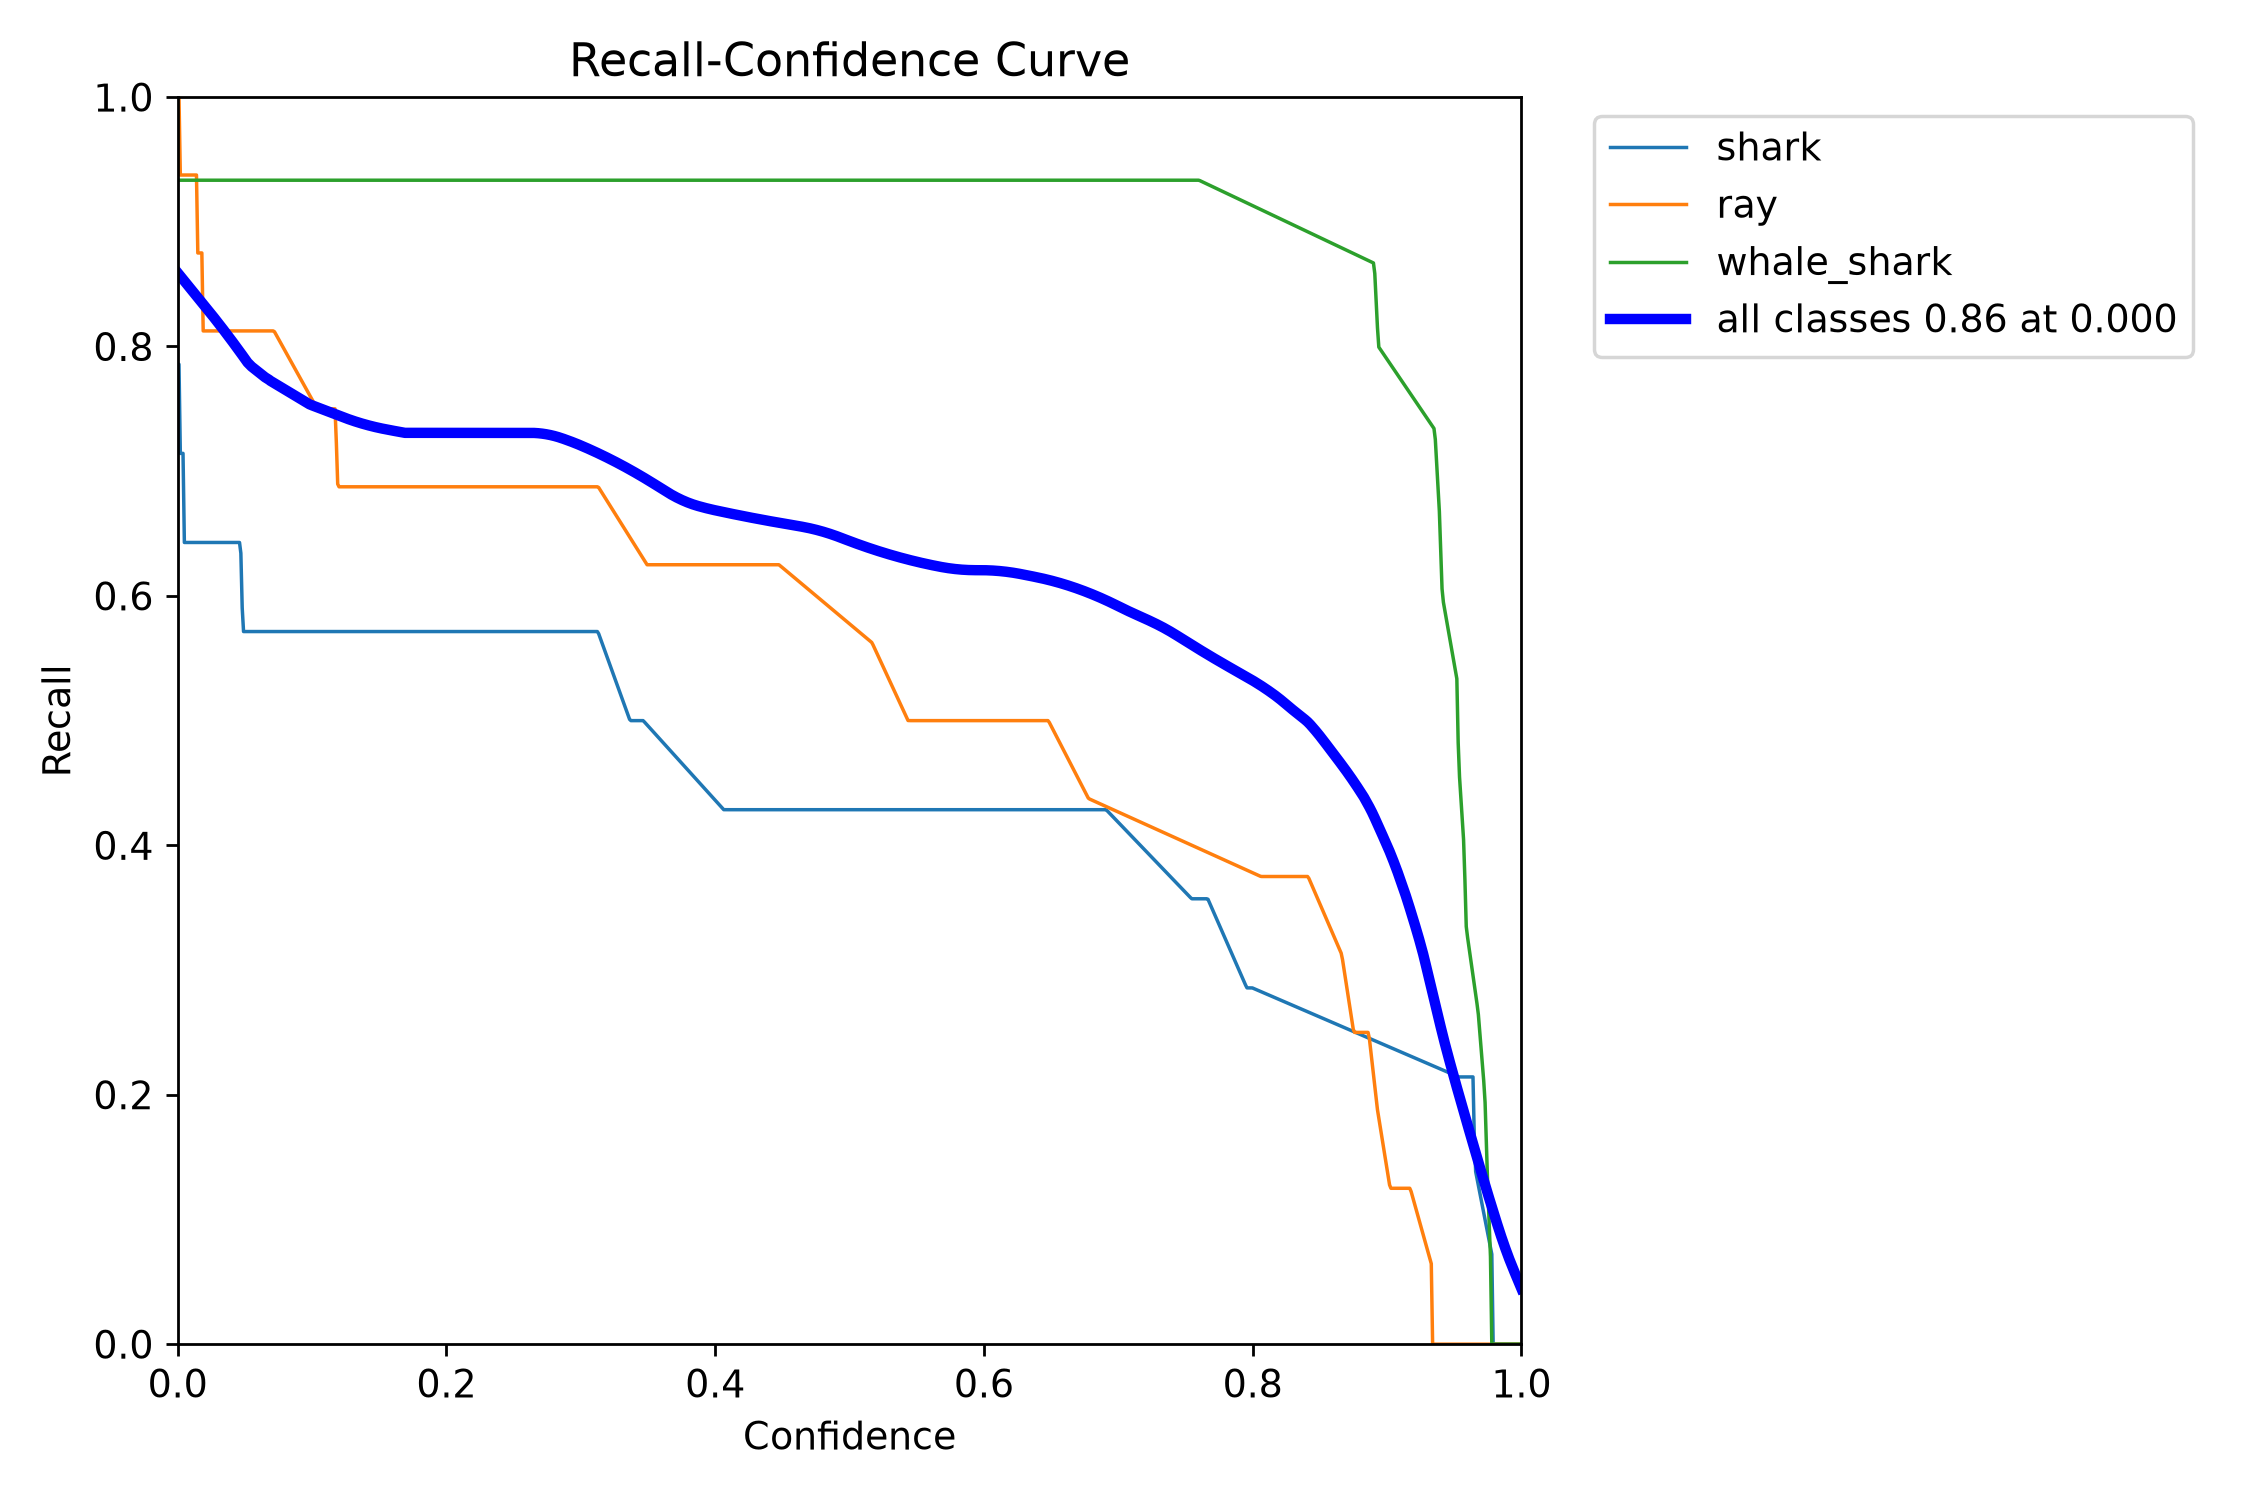 Recall-Confidence Curve
1.0
0.8
0.6
0.4
0.2
0.0
Recall
0.0 0.2 0.4 0.6 0.8 1.0
Confidence
shark
ray
whale_shark
all classes 0.86 at 0.000